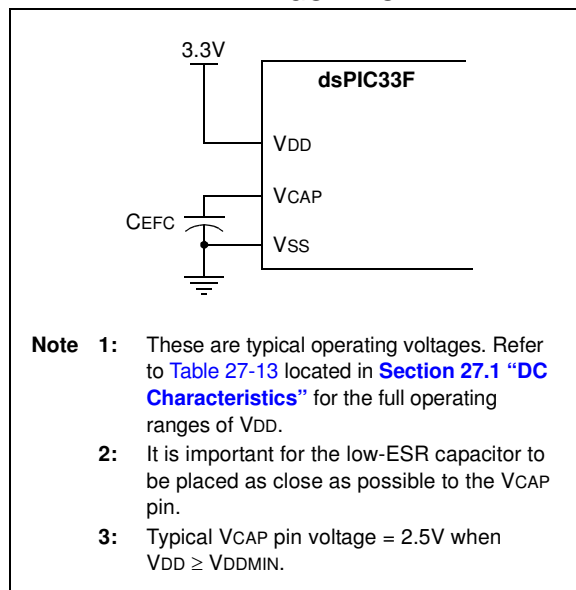 3.3V
dsPIC33F
VDD
VCAP
CEFC
VSS
Note 1: These are typical operating voltages. Refer
to Table 27-13 located in Section 27.1 “DC
Characteristics” for the full operating
ranges of VDD.
2: It is important for the low-ESR capacitor to
be placed as close as possible to the VCAP
pin.
3: Typical VCAP pin voltage = 2.5V when
VDD ≥ VDDMIN.